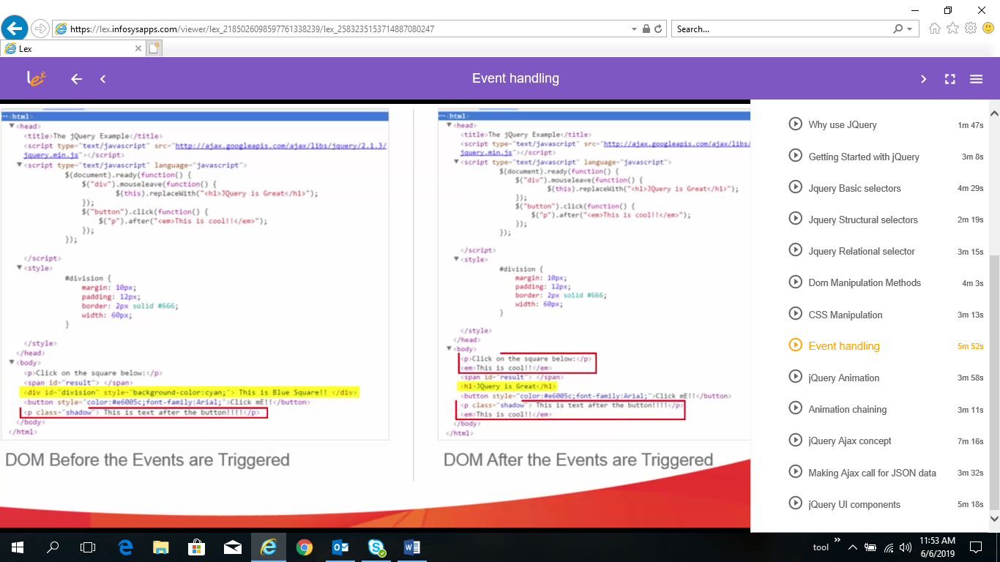 https://lex.infosysapps.com/viewer/lex_2185026098597761338239/lex_2583235153714887080247
Search...
Lex
lex
Event handling
<html>
<head>
<title>The jQuery Example</title>
<script type="text/javascript" src="http://ajax.googleapis.com/ajax/libs/jquery/2.1.3/
jquery.min.js"></script>
<script type="text/javascript" language="javascript">
$(document).ready(function() {
$("div").mouseleave(function() {
$(this).replaceWith("<h1>JQuery is Great</h1>");
});
$("button").click(function() {
$("p").after("<em>This is cool!!</em>");
});
});
</script>
<style>
#division {
margin: 10px;
padding: 12px;
border: 2px solid #666;
width: 60px;
}
</style>
</head>
<body>
<p>Click on the square below:</p>
<span id="result"> </span>
<div id="division" style="background-color:cyan;"> This is Blue Square!! </div>
<button style="color:#e6005c;font-family:Arial;">Click mE!!</button>
<p class="shadow"> This is text after the button!!!!</p>
</body>
</html>
DOM Before the Events are Triggered
<html>
<head>
<title>The jQuery Example</title>
<script type="text/javascript" src="http://ajax.googleapis.com/ajax/libs/
jquery.min.js"></script>
<script type="text/javascript" language="javascript">
$(document).ready(function() {
$("div").mouseleave(function() {
$(this).replaceWith("<h1>JQuery is Great</h1>");
});
$("button").click(function() {
$("p").after("<em>This is cool!!</em>");
});
});
</script>
<style>
#division {
margin: 10px;
padding: 12px;
border: 2px solid #666;
width: 60px;
}
</style>
</head>
<body>
<p>Click on the square below:</p>
<em>This is cool!!</em>
<span id="result"> </span>
<h1>JQuery is Great</h1>
<button style="color:#e6005c;font-family:Arial;">Click mE!!</button>
<p class="shadow"> This is text after the button!!!!</p>
<em>This is cool!!</em>
</body>
</html>
DOM After the Events are Triggered
Why use JQuery 1m 47s
Getting Started with jQuery 3m 8s
Jquery Basic selectors 4m 29s
Jquery Structural selectors 2m 19s
Jquery Relational selector 3m 15s
Dom Manipulation Methods 4m 3s
CSS Manipulation 3m 13s
Event handling 5m 52s
jQuery Animation 3m 58s
Animation chaining 3m 11s
jQuery Ajax concept 7m 16s
Making Ajax call for JSON data 3m 32s
jQuery UI components 5m 18s
tool
11:53 AM
6/6/2019